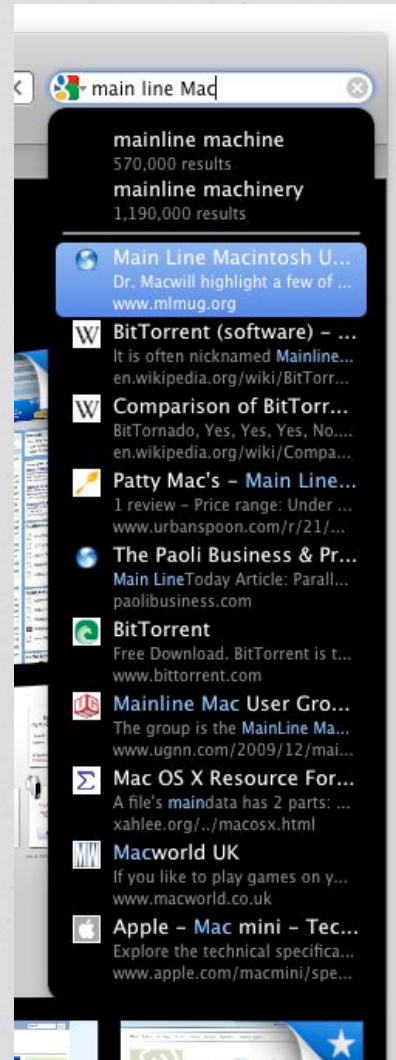 main line Mac
mainline machine
570,000 results
mainline machinery
1,190,000 results
Main Line Macintosh U...
Dr. Macwill highlight a few of ...
www.mlmug.org
W BitTorrent (software) – ...
It is often nicknamed Mainline...
en.wikipedia.org/wiki/BitTorr...
W Comparison of BitTorr...
BitTornado, Yes, Yes, Yes, No....
en.wikipedia.org/wiki/Compa...
Patty Mac's – Main Line...
1 review – Price range: Under ...
www.urbanspoon.com/r/21/...
The Paoli Business & Pr...
Main LineToday Article: Parall...
paolibusiness.com
BitTorrent
Free Download. BitTorrent is t...
www.bittorrent.com
Mainline Mac User Gro...
The group is the MainLine Ma...
www.ugnn.com/2009/12/mai...
Σ Mac OS X Resource For...
A file's maindata has 2 parts: ...
xahlee.org/../macosx.html
MW Macworld UK
If you like to play games on y...
www.macworld.co.uk
Apple – Mac mini – Tec...
Explore the technical specifica...
www.apple.com/macmini/spe...